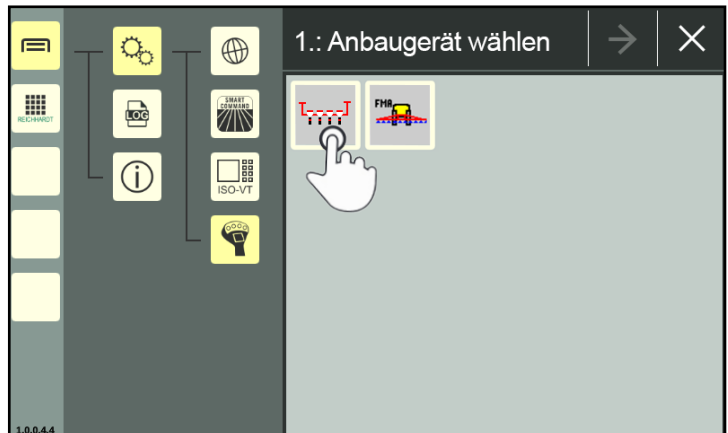 1.: Anbaugerät wählen
REICHHARDT
LOG
SMART
COMMAND
ISO-VT
FMA
1.0.0.4.4